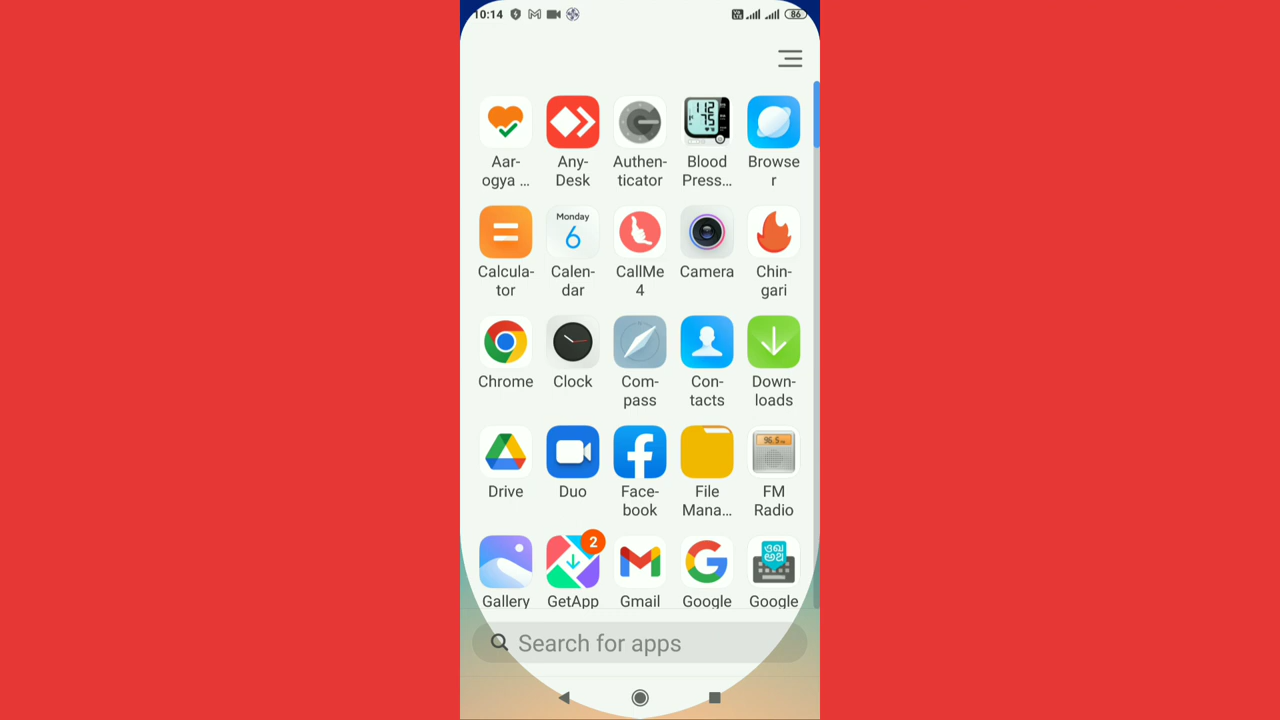 10:14
86
Aar-
ogya ...
Any-
Desk
Authen-
ticator
112
75
Blood
Press...
Browse
r
Calcula-
tor
Monday
6
Calen-
dar
CallMe
4
Camera
Chin-
gari
Chrome
Clock
Com-
pass
Con-
tacts
Down-
loads
Drive
Duo
Face-
book
File
Mana...
96.5
FM
Radio
Gallery
2
GetApp
Gmail
Google
Google
Search for apps